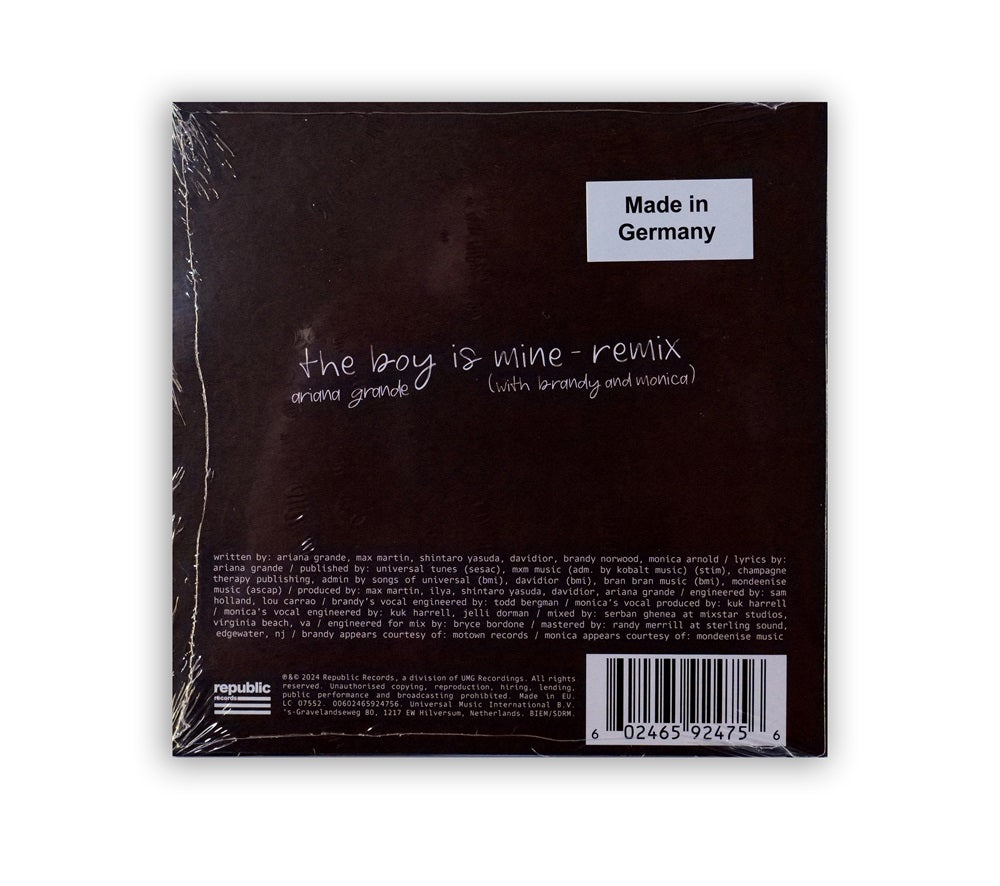 Made in
Germany
the boy is mine - remix
ariana grande (with brandy and monica)
written by: ariana grande, max martin, shintaro yasuda, davidior, brandy norwood, monica arnold / lyrics by:
ariana grande / published by: universal tunes (sesac), mxm music (adm. by kobalt music) (stim), champagne
therapy publishing, admin by songs of universal (bmi), davidior (bmi), bran bran music (bmi), mondeenise
music (ascap) / produced by: max martin, ilya, shintaro yasuda, davidior, ariana grande / engineered by: sam
holland, lou carrao / brandy's vocal engineered by: todd bergman / monica's vocal produced by: kuk harrell
/ monica's vocal engineered by: kuk harrell, jelli dorman / mixed by: serban ghenea at mixstar studios,
virginia beach, va / engineered for mix by: bryce bordone / mastered by: randy merrill at sterling sound,
edgewater, nj / brandy appears courtesy of: motown records / monica appears courtesy of: mondeenise music
republic
records
℗&© 2024 Republic Records, a division of UMG Recordings. All rights
reserved. Unauthorised copying, reproduction, hiring, lending,
public performance and broadcasting prohibited. Made in EU.
LC 07552. 00602465924756. Universal Music International B.V.
's-Gravelandseweg 80, 1217 EW Hilversum, Netherlands. BIEM/SDRM.
6 02465 92475 6